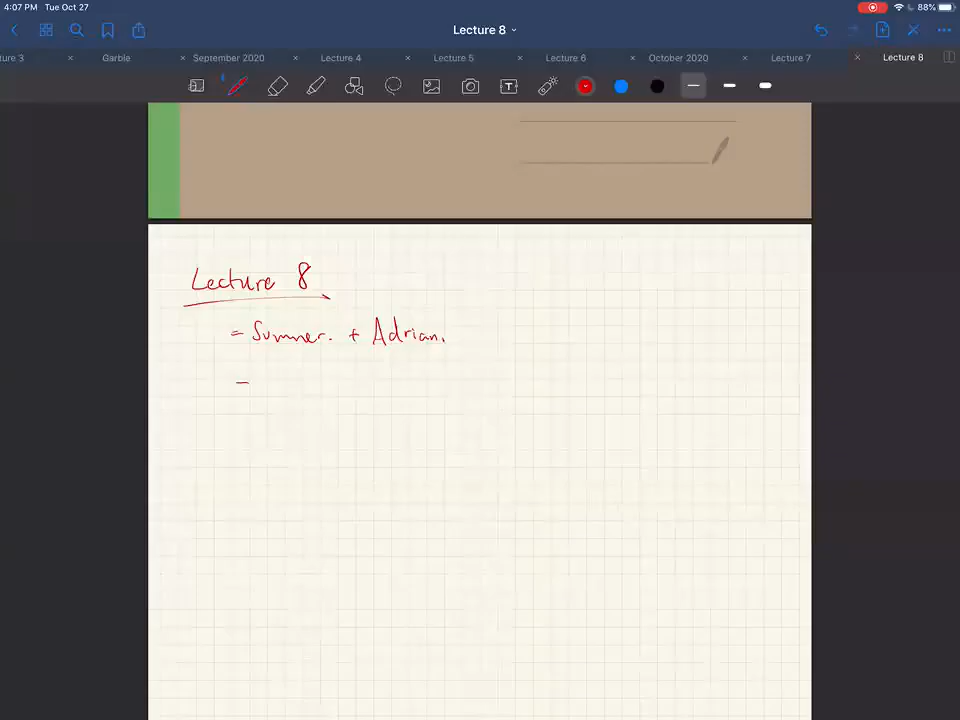 4:07 PM Tue Oct 27
88%
Lecture 8
ure 3
Garble
September 2020
Lecture 4
Lecture 5
Lecture 6
October 2020
Lecture 7
Lecture 8
T
Lecture 8
= Summer. + Adrian.
-